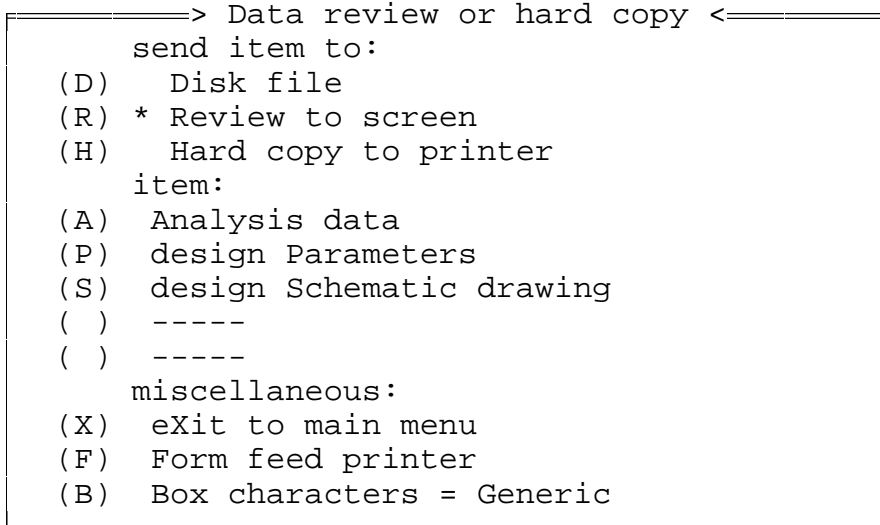 > Data review or hard copy <
send item to:
(D) Disk file
(R) * Review to screen
(H) Hard copy to printer
item:
(A) Analysis data
(P) design Parameters
(S) design Schematic drawing
( ) -----
( ) -----
miscellaneous:
(X) eXit to main menu
(F) Form feed printer
(B) Box characters = Generic